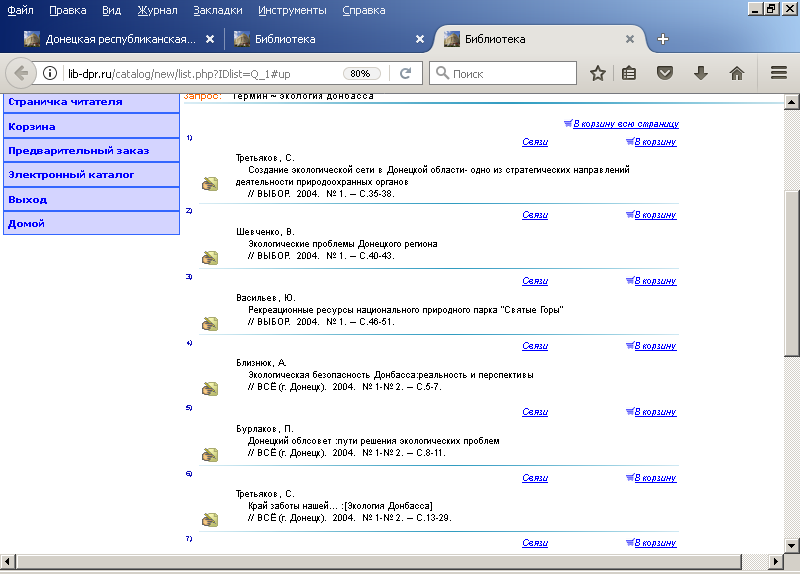 Файл Правка Вид Журнал Закладки Инструменты Справка
Донецкая республиканская... Библиотека Библиотека
lib-dpr.ru/catalog/new/list.php?IDlist=Q_1#up 80% Поиск
Страничка читателя
Корзина
Предварительный заказ
Электронный каталог
Выход
Домой
Запрос: Термин ~ экология донбасса
В корзину всю страницу
1) Связи В корзину
Третьяков, С.
Создание экологической сети в Донецкой области- одно из стратегических направлений
деятельности природоохранных органов
// ВЫБОР. 2004. № 1. – С.35-38.
2) Связи В корзину
Шевченко, В.
Экологические проблемы Донецкого региона
// ВЫБОР. 2004. № 1. – С.40-43.
3) Связи В корзину
Васильев, Ю.
Рекреационные ресурсы национального природного парка "Святые Горы"
// ВЫБОР. 2004. № 1. – С.46-51.
4) Связи В корзину
Близнюк, А.
Экологическая безопасность Донбасса:реальность и перспективы
// ВСЁ (г. Донецк). 2004. № 1-№ 2. – С.5-7.
5) Связи В корзину
Бурлаков, П.
Донецкий облсовет :пути решения экологических проблем
// ВСЁ (г. Донецк). 2004. № 1-№ 2. – С.8-11.
6) Связи В корзину
Третьяков, С.
Край заботы нашей... :[Экология Донбасса]
// ВСЁ (г. Донецк). 2004. № 1-№ 2. – С.13-29.
7) Связи В корзину